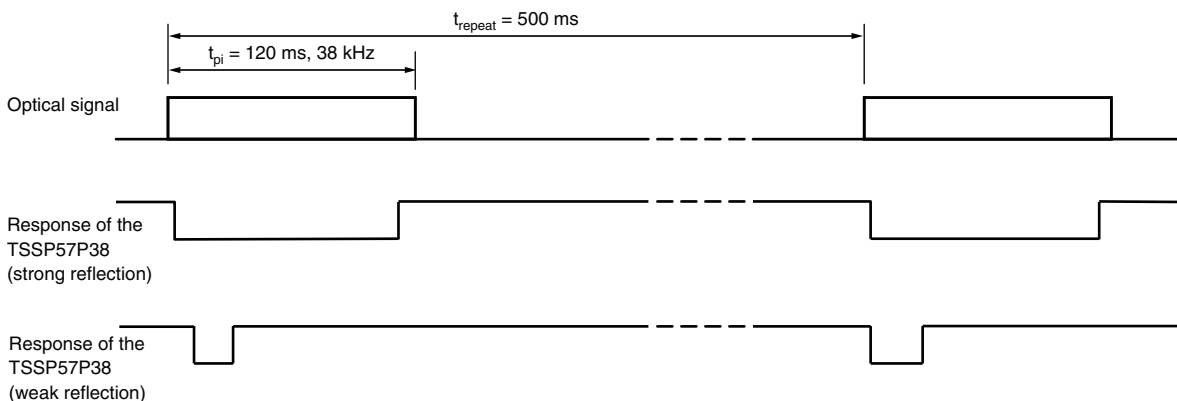 t_repeat = 500 ms
t_pi = 120 ms, 38 kHz
Optical signal
Response of the
TSSP57P38
(strong reflection)
Response of the
TSSP57P38
(weak reflection)